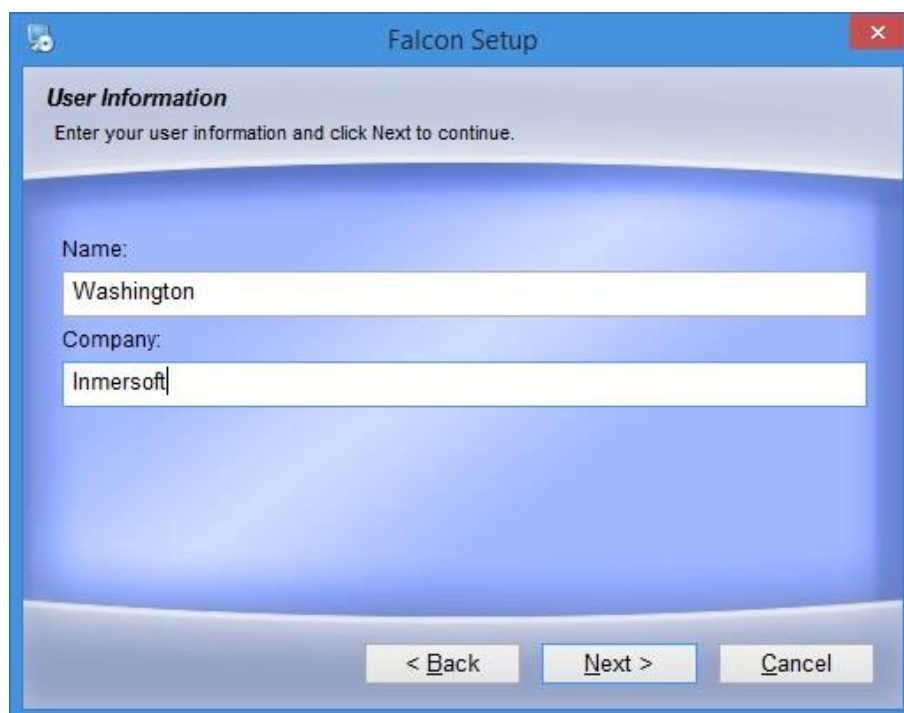 Falcon Setup
User Information
Enter your user information and click Next to continue.
Name:
Washington
Company:
Inmersoft
< Back
Next >
Cancel